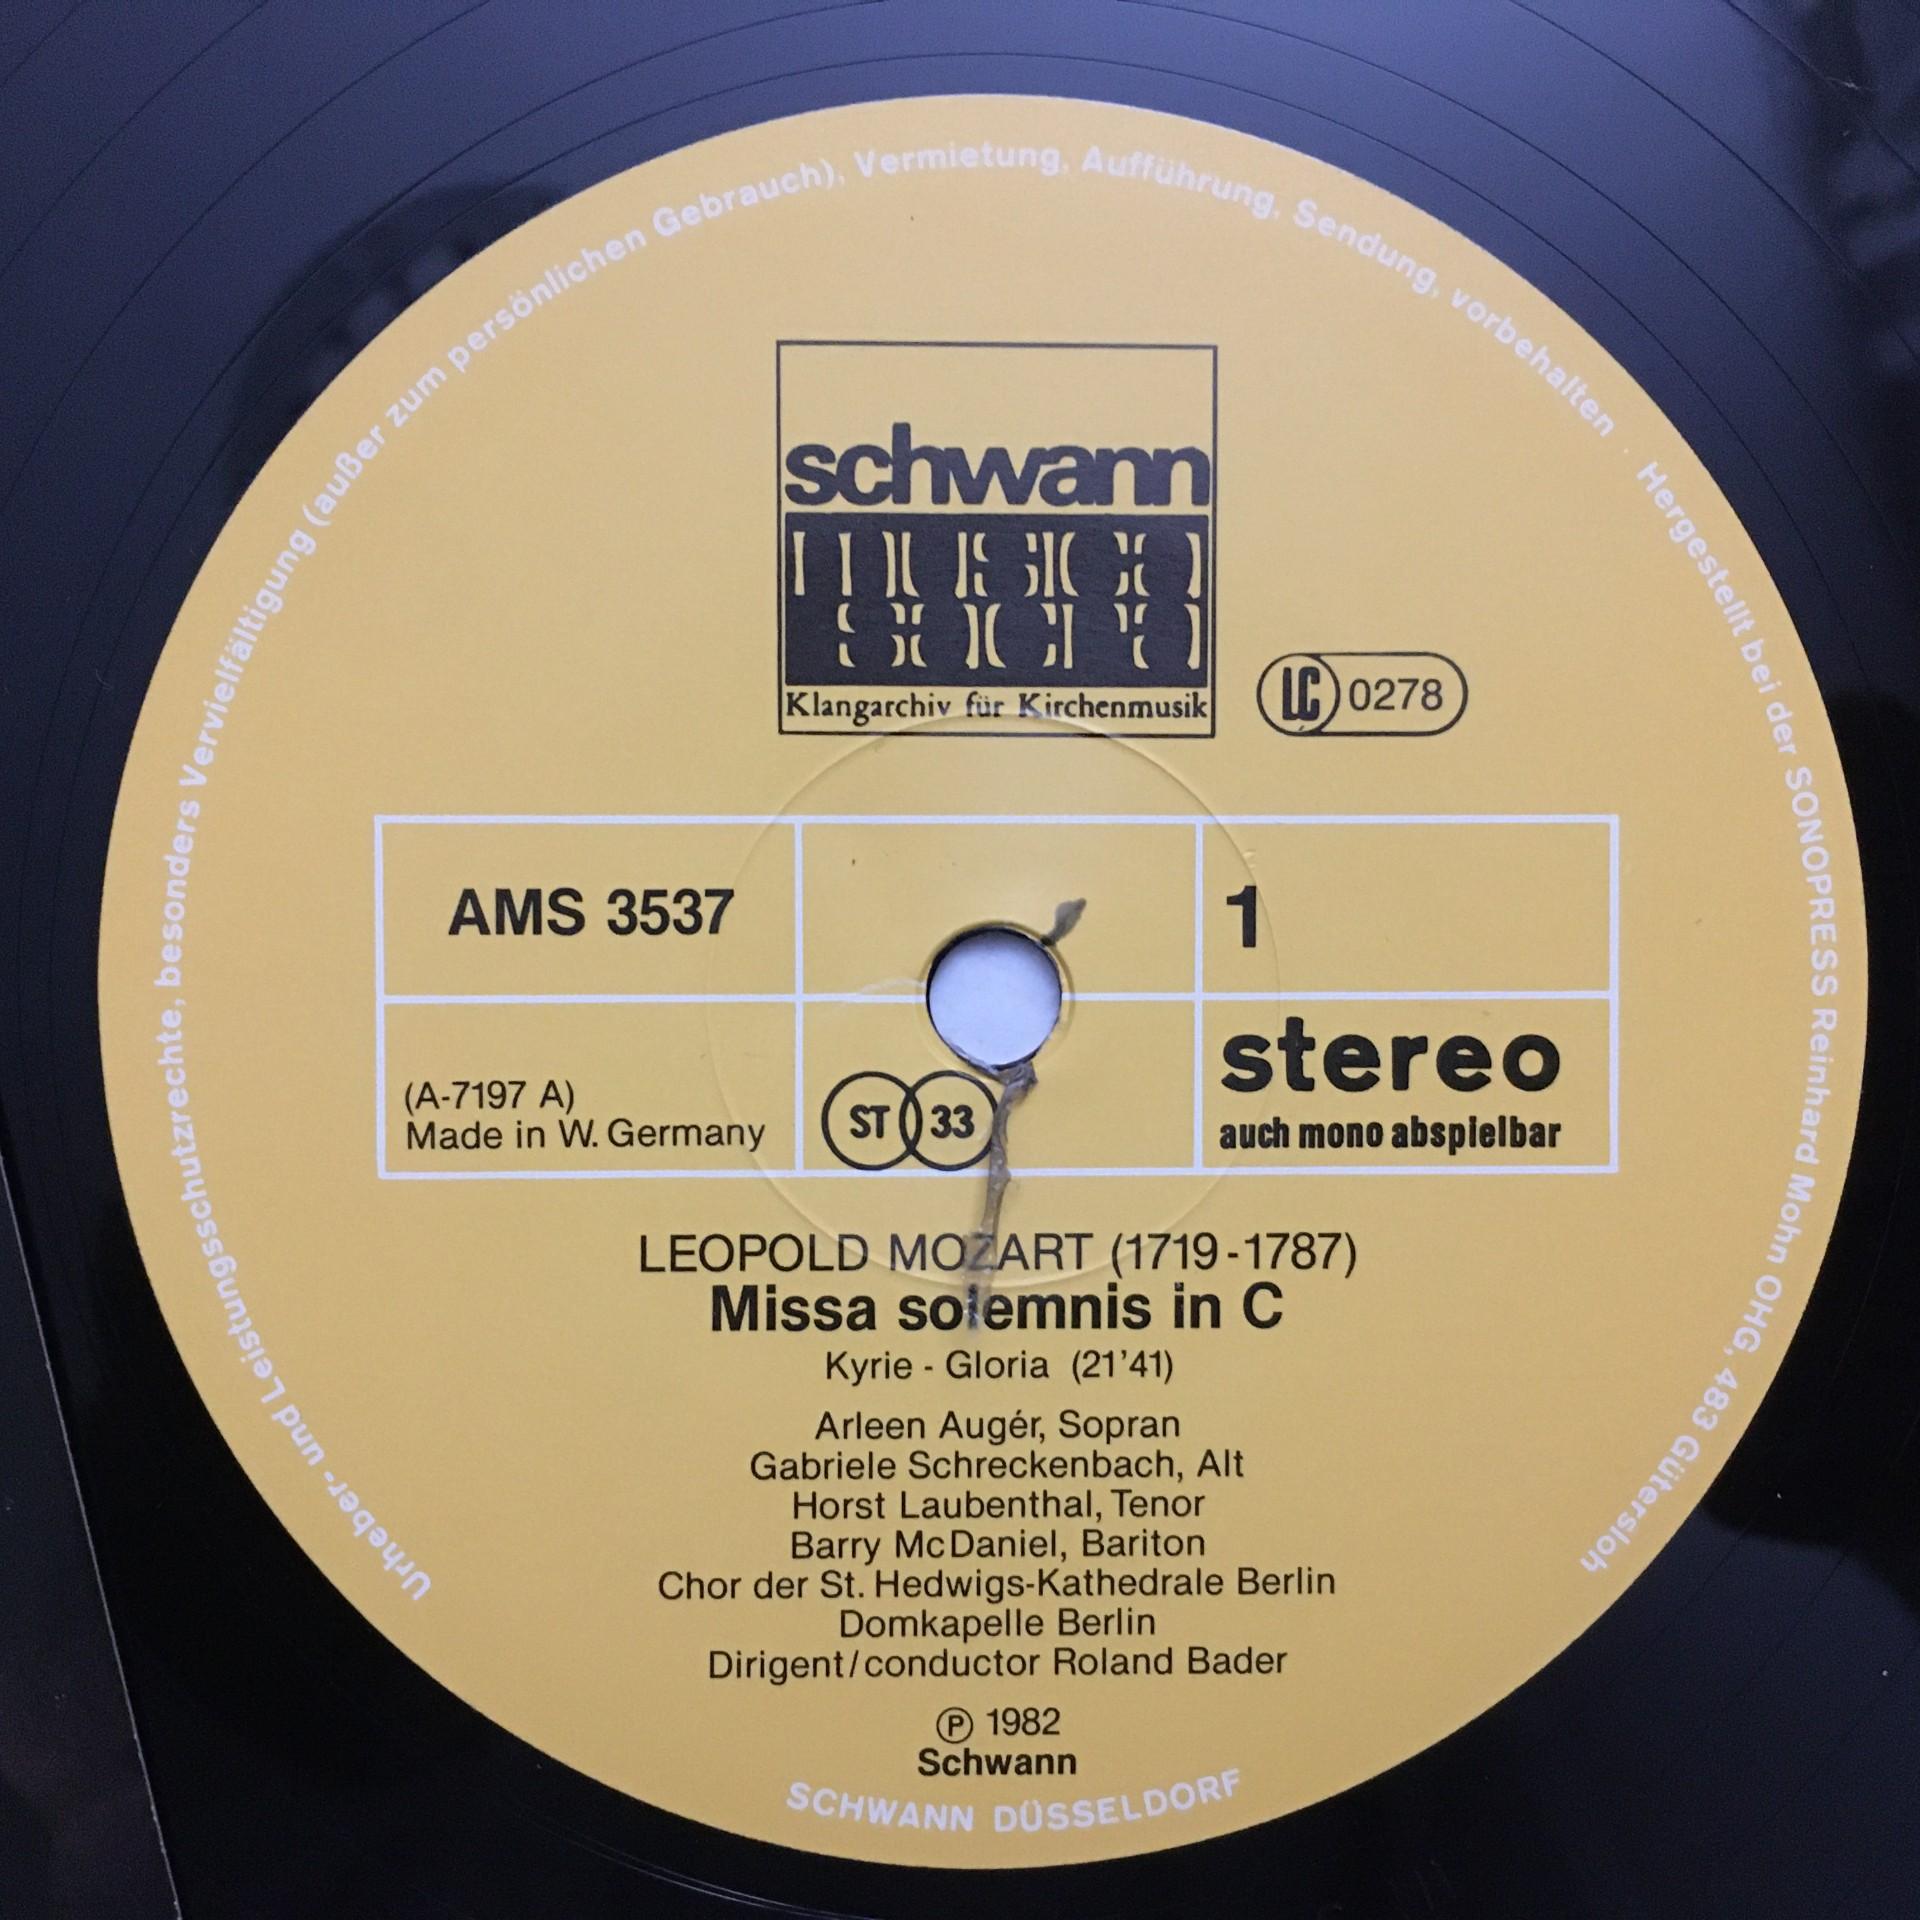 Urheber- und Leistungsschutzrechte, besonders Vervielfältigung (außer zum persönlichen Gebrauch), Vermietung, Aufführung, Sendung, vorbehalten · Hergestellt bei der SONOPRESS Reinhard Mohn OHG, 483 Gütersloh
schwann
MUSICA SACRA
Klangarchiv für Kirchenmusik
LC 0278
AMS 3537
1
(A-7197 A)
Made in W. Germany
ST 33
stereo
auch mono abspielbar
LEOPOLD MOZART (1719-1787)
Missa solemnis in C
Kyrie - Gloria (21'41)
Arleen Augér, Sopran
Gabriele Schreckenbach, Alt
Horst Laubenthal, Tenor
Barry McDaniel, Bariton
Chor der St. Hedwigs-Kathedrale Berlin
Domkapelle Berlin
Dirigent/conductor Roland Bader
℗ 1982
Schwann
SCHWANN DÜSSELDORF